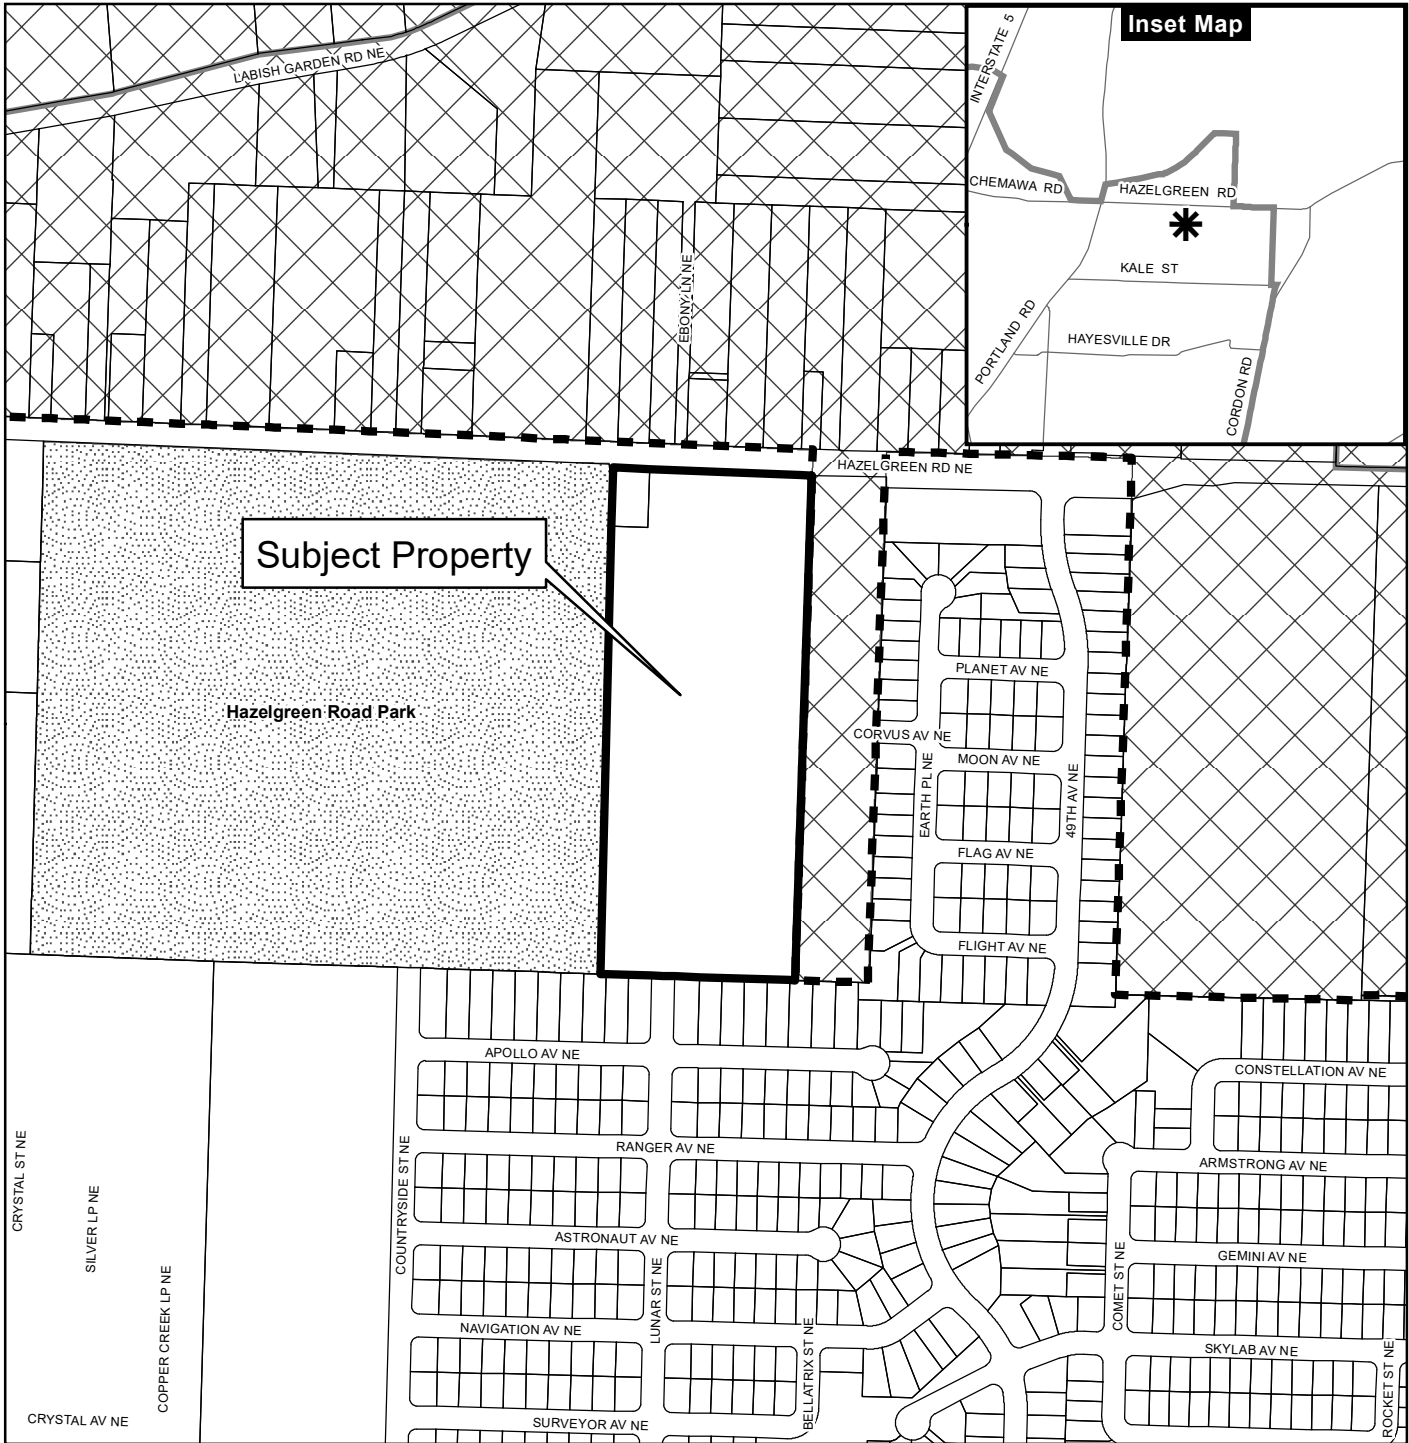 Inset Map
INTERSTATE 5
CHEMAWA RD
HAZELGREEN RD
KALE ST
PORTLAND RD
HAYESVILLE DR
CORDON RD
LABISH GARDEN RD NE
EBONY LN NE
HAZELGREEN RD NE
Subject Property
Hazelgreen Road Park
PLANET AV NE
CORVUS AV NE
MOON AV NE
EARTH PL NE
49TH AV NE
FLAG AV NE
FLIGHT AV NE
APOLLO AV NE
CONSTELLATION AV NE
RANGER AV NE
ARMSTRONG AV NE
CRYSTAL ST NE
SILVER LP NE
COUNTRYSIDE ST NE
ASTRONAUT AV NE
GEMINI AV NE
COPPER CREEK LP NE
LUNAR ST NE
COMET ST NE
NAVIGATION AV NE
BELLATRIX ST NE
SKYLAB AV NE
ROCKET ST NE
CRYSTAL AV NE
SURVEYOR AV NE